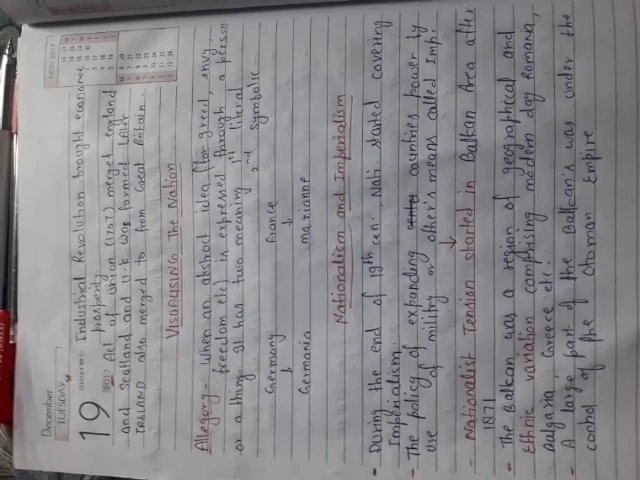 December
TUESDAY
19
NOV 2017
Industrial Revolution brought economic
prosperity
2017 Act of union (1707) merged england
and Scotland and U.K was formed Later
IRELAND also merged to from Great Britain.
VISUALISING The Nation
Allegory - When an abstract idea (for greed, envy,
freedom etc) is expressed through a person
or a thing. It has two meaning 1st literal
2nd symbolic
Germany France
Germania Marianne
Nationalism and Imperialism
- During the end of 19th cen. Nati. started covering
Imperialism.
- The policy of expanding countries power by
use of military or other's means called Imp.
- Nationalist Tension started in Balkan Area after
1871
- The Balkan was a region of geographical and
Ethnic variation comprising modern day Romana,
Bulgaria, Greece etc.
- A large part of the Balkan's was under the
control of the Otoman Empire